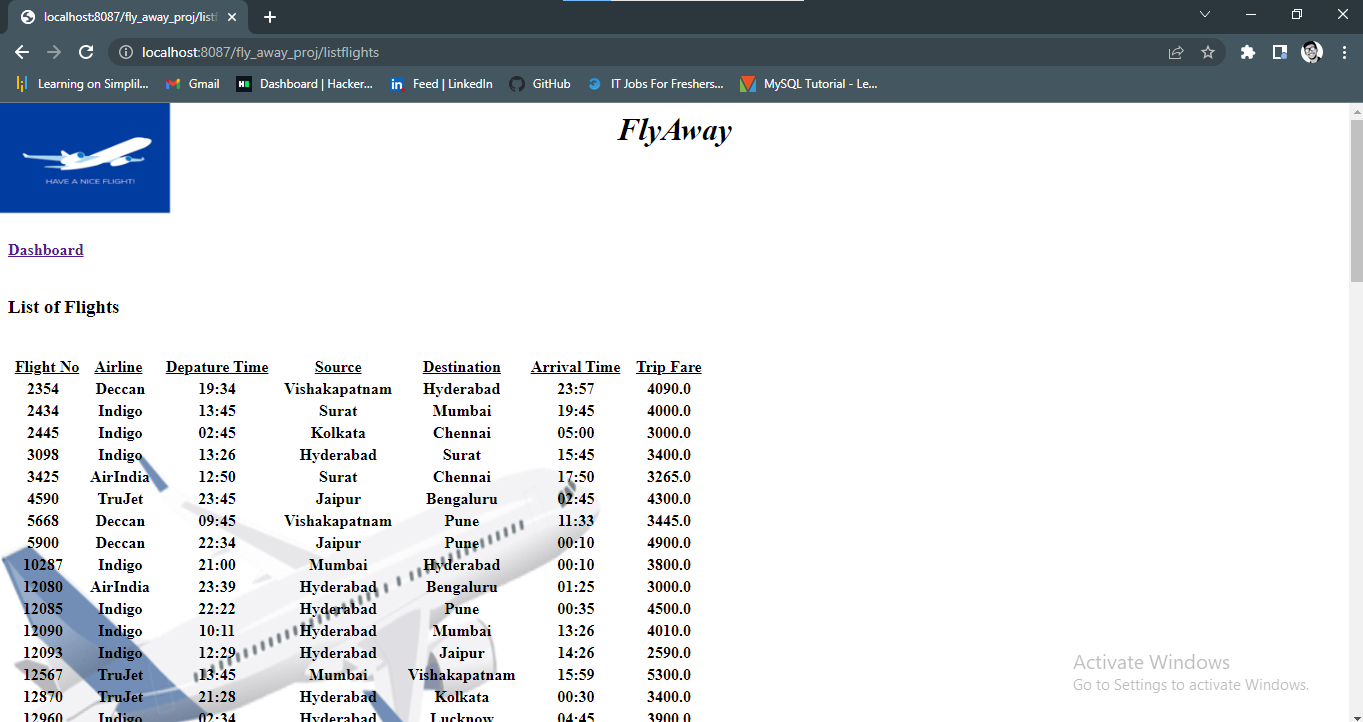 localhost:8087/fly_away_proj/listf
localhost:8087/fly_away_proj/listflights
Learning on Simplil... Gmail Dashboard | Hacker... Feed | LinkedIn GitHub IT Jobs For Freshers... MySQL Tutorial - Le...
HAVE A NICE FLIGHT!
FlyAway
Dashboard
List of Flights
Flight No Airline Depature Time Source Destination Arrival Time Trip Fare
2354 Deccan 19:34 Vishakapatnam Hyderabad 23:57 4090.0
2434 Indigo 13:45 Surat Mumbai 19:45 4000.0
2445 Indigo 02:45 Kolkata Chennai 05:00 3000.0
3098 Indigo 13:26 Hyderabad Surat 15:45 3400.0
3425 AirIndia 12:50 Surat Chennai 17:50 3265.0
4590 TruJet 23:45 Jaipur Bengaluru 02:45 4300.0
5668 Deccan 09:45 Vishakapatnam Pune 11:33 3445.0
5900 Deccan 22:34 Jaipur Pune 00:10 4900.0
10287 Indigo 21:00 Mumbai Hyderabad 00:10 3800.0
12080 AirIndia 23:39 Hyderabad Bengaluru 01:25 3000.0
12085 Indigo 22:22 Hyderabad Pune 00:35 4500.0
12090 Indigo 10:11 Hyderabad Mumbai 13:26 4010.0
12093 Indigo 12:29 Hyderabad Jaipur 14:26 2590.0
12567 TruJet 13:45 Mumbai Vishakapatnam 15:59 5300.0
12870 TruJet 21:28 Hyderabad Kolkata 00:30 3400.0
12960 Indigo 02:34 Hyderabad Lucknow 04:45 3900.0
Activate Windows
Go to Settings to activate Windows.